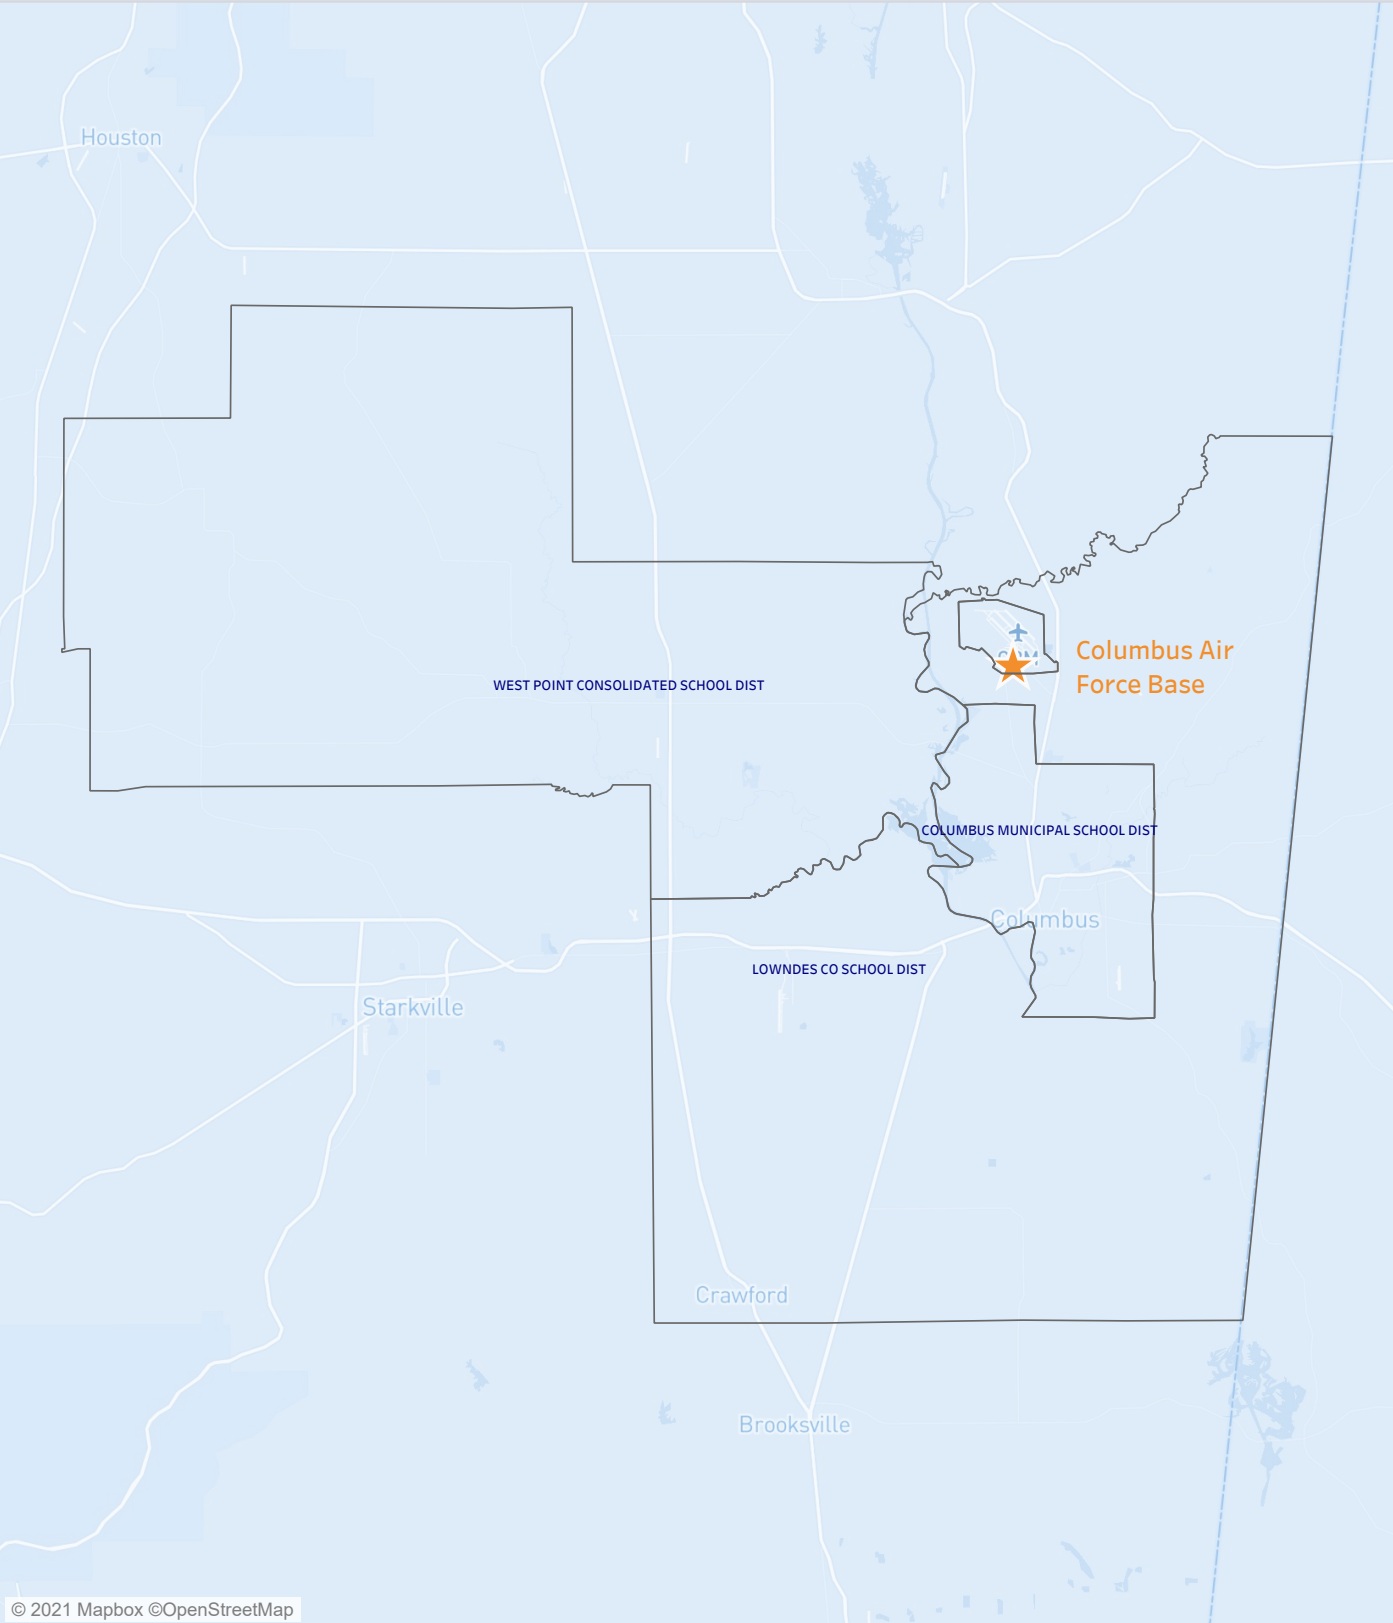 Houston
Columbus Air
Force Base
WEST POINT CONSOLIDATED SCHOOL DIST
COLUMBUS MUNICIPAL SCHOOL DIST
Columbus
LOWNDES CO SCHOOL DIST
Starkville
Crawford
Brooksville
© 2021 Mapbox ©OpenStreetMap